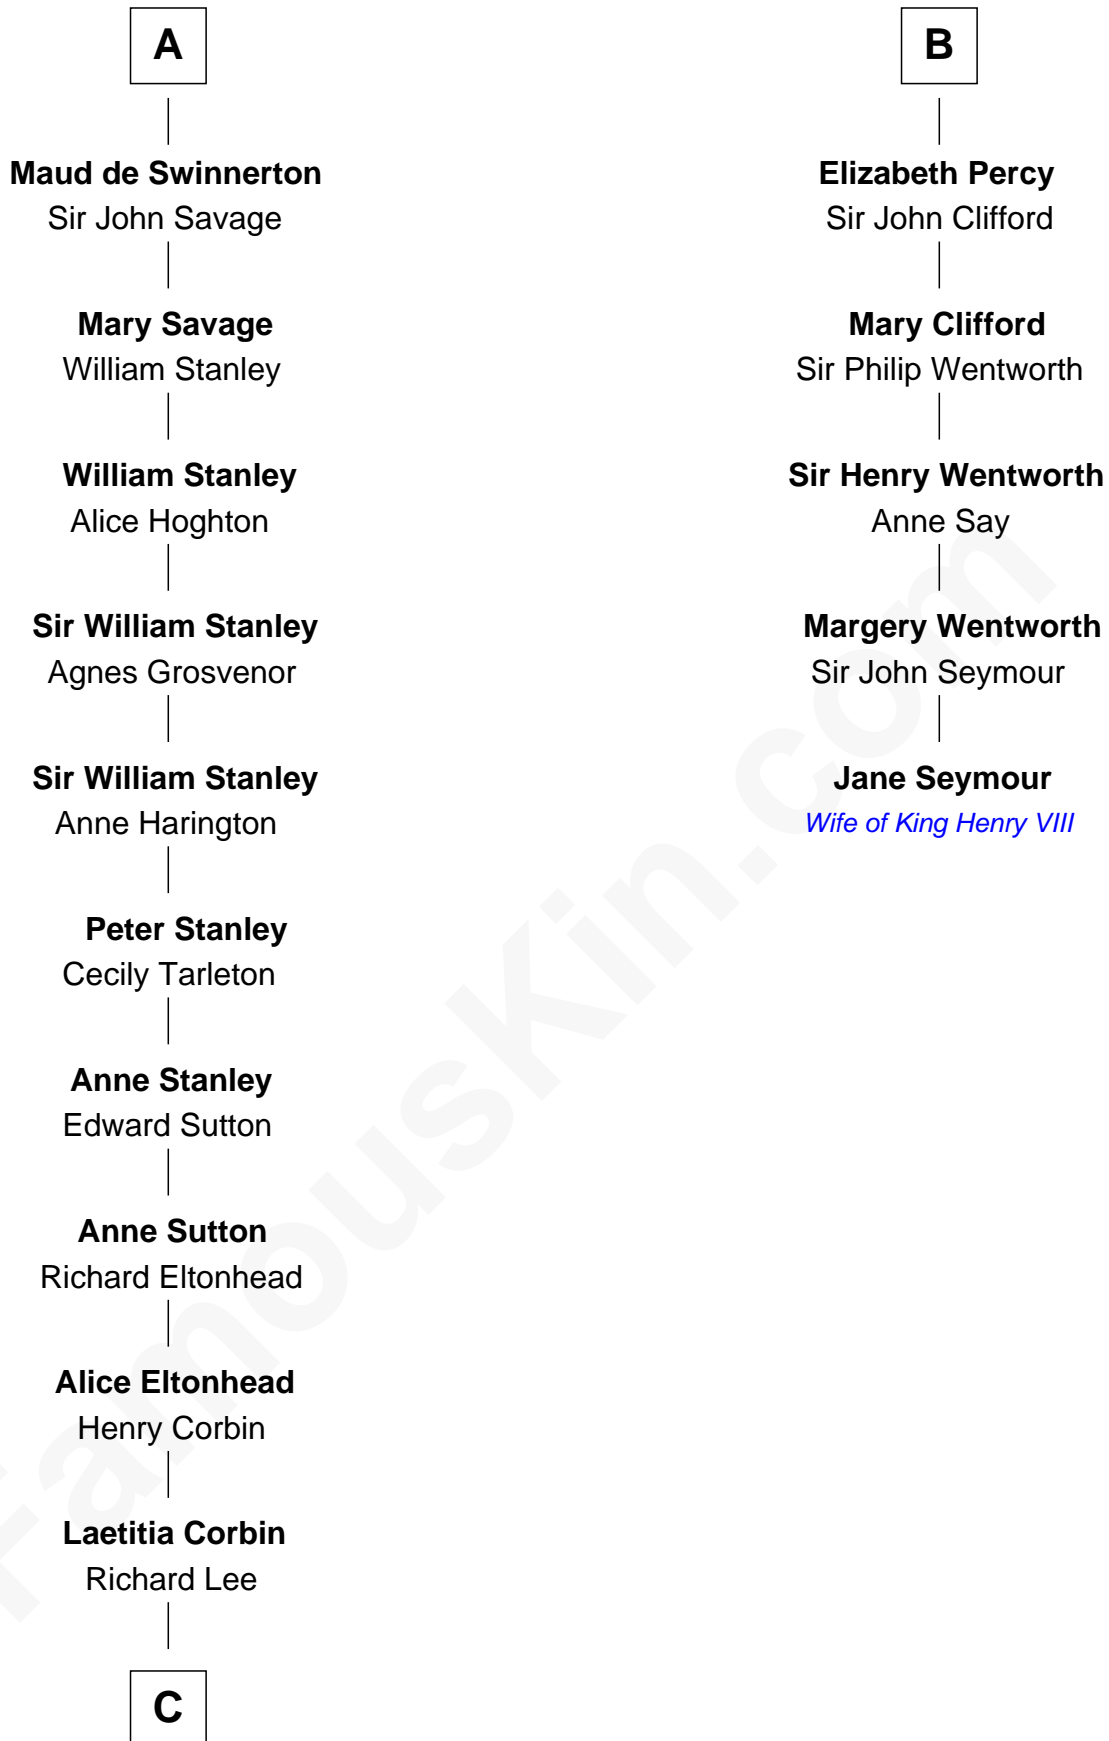 A
Maud de Swinnerton
Sir John Savage
Mary Savage
William Stanley
William Stanley
Alice Hoghton
Sir William Stanley
Agnes Grosvenor
Sir William Stanley
Anne Harington
Peter Stanley
Cecily Tarleton
Anne Stanley
Edward Sutton
Anne Sutton
Richard Eltonhead
Alice Eltonhead
Henry Corbin
Laetitia Corbin
Richard Lee
C
B
Elizabeth Percy
Sir John Clifford
Mary Clifford
Sir Philip Wentworth
Sir Henry Wentworth
Anne Say
Margery Wentworth
Sir John Seymour
Jane Seymour
Wife of King Henry VIII
FamousKin.com